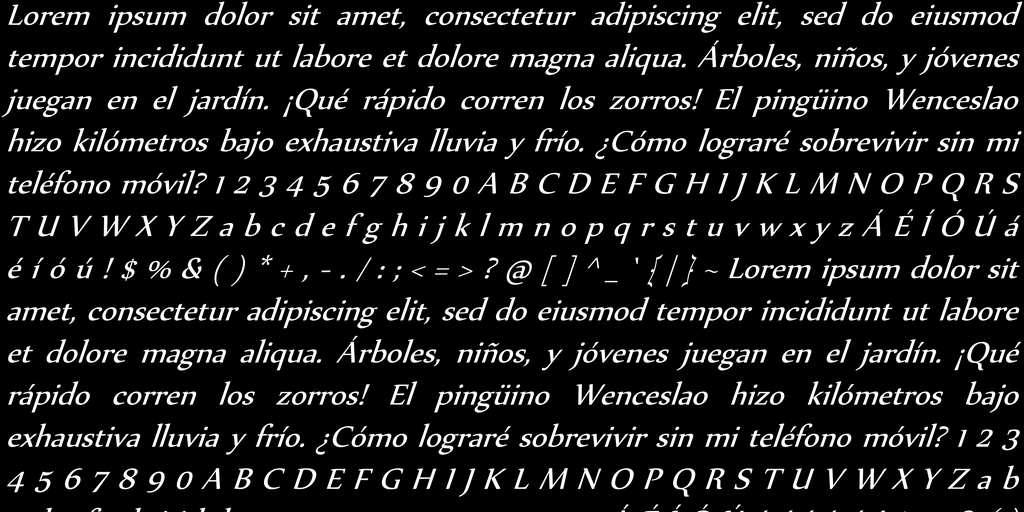 Lorem ipsum dolor sit amet, consectetur adipiscing elit, sed do eiusmod
tempor incididunt ut labore et dolore magna aliqua. Árboles, niños, y jóvenes
juegan en el jardín. ¡Qué rápido corren los zorros! El pingüino Wenceslao
hizo kilómetros bajo exhaustiva lluvia y frío. ¿Cómo lograré sobrevivir sin mi
teléfono móvil? 1 2 3 4 5 6 7 8 9 0 A B C D E F G H I J K L M N O P Q R S
T U V W X Y Z a b c d e f g h i j k l m n o p q r s t u v w x y z Á É Í Ó Ú á
é í ó ú ! $ % & ( ) * + , - . / : ; < = > ? @ [ ] ^ _ ` { | } ~ Lorem ipsum dolor sit
amet, consectetur adipiscing elit, sed do eiusmod tempor incididunt ut labore
et dolore magna aliqua. Árboles, niños, y jóvenes juegan en el jardín. ¡Qué
rápido corren los zorros! El pingüino Wenceslao hizo kilómetros bajo
exhaustiva lluvia y frío. ¿Cómo lograré sobrevivir sin mi teléfono móvil? 1 2 3
4 5 6 7 8 9 0 A B C D E F G H I J K L M N O P Q R S T U V W X Y Z a b